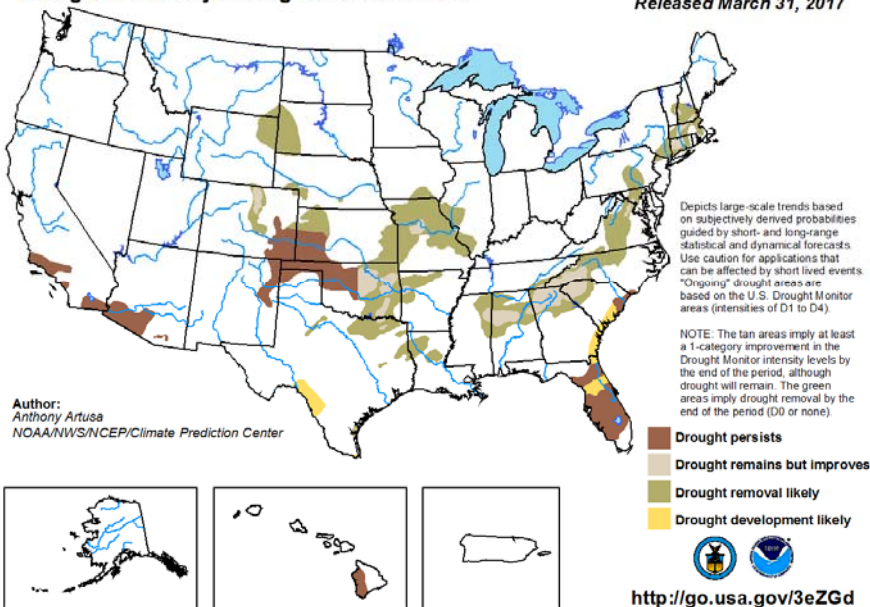 Released March 31, 2017
Depicts large-scale trends based
on subjectively derived probabilities
guided by short- and long-range
statistical and dynamical forecasts.
Use caution for applications that
can be affected by short lived events.
"Ongoing" drought areas are
based on the U.S. Drought Monitor
areas (intensities of D1 to D4).
NOTE: The tan areas imply at least
a 1-category improvement in the
Drought Monitor intensity levels by
the end of the period, although
drought will remain. The green
areas imply drought removal by the
end of the period (D0 or none).
Author:
Anthony Artusa
NOAA/NWS/NCEP/Climate Prediction Center
Drought persists
Drought remains but improves
Drought removal likely
Drought development likely
http://go.usa.gov/3eZGd